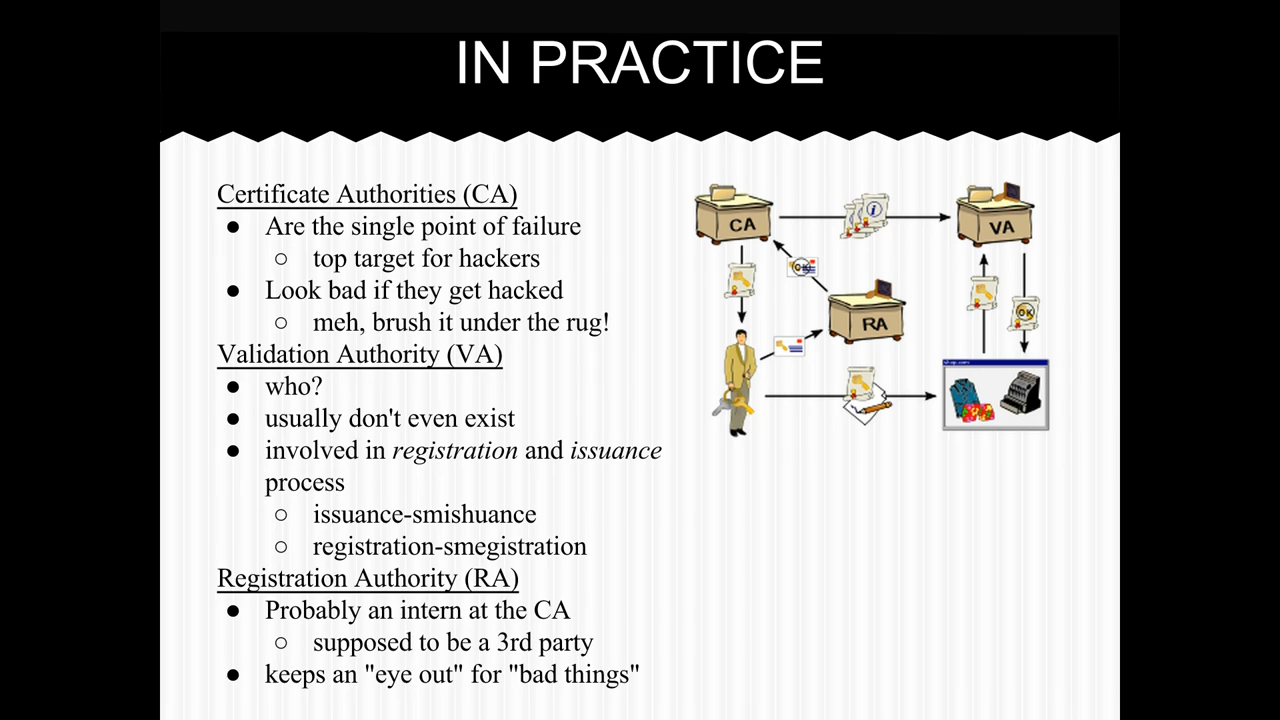 IN PRACTICE
Certificate Authorities (CA)
● Are the single point of failure
○ top target for hackers
● Look bad if they get hacked
○ meh, brush it under the rug!
Validation Authority (VA)
● who?
● usually don't even exist
● involved in registration and issuance
process
○ issuance-smishuance
○ registration-smegistration
Registration Authority (RA)
● Probably an intern at the CA
○ supposed to be a 3rd party
● keeps an "eye out" for "bad things"
CA
i
VA
OK
RA
OK